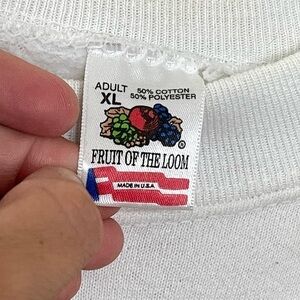 ADULT 50% COTTON
XL 50% POLYESTER
®
FRUIT OF THE LOOM
MADE IN U.S.A.